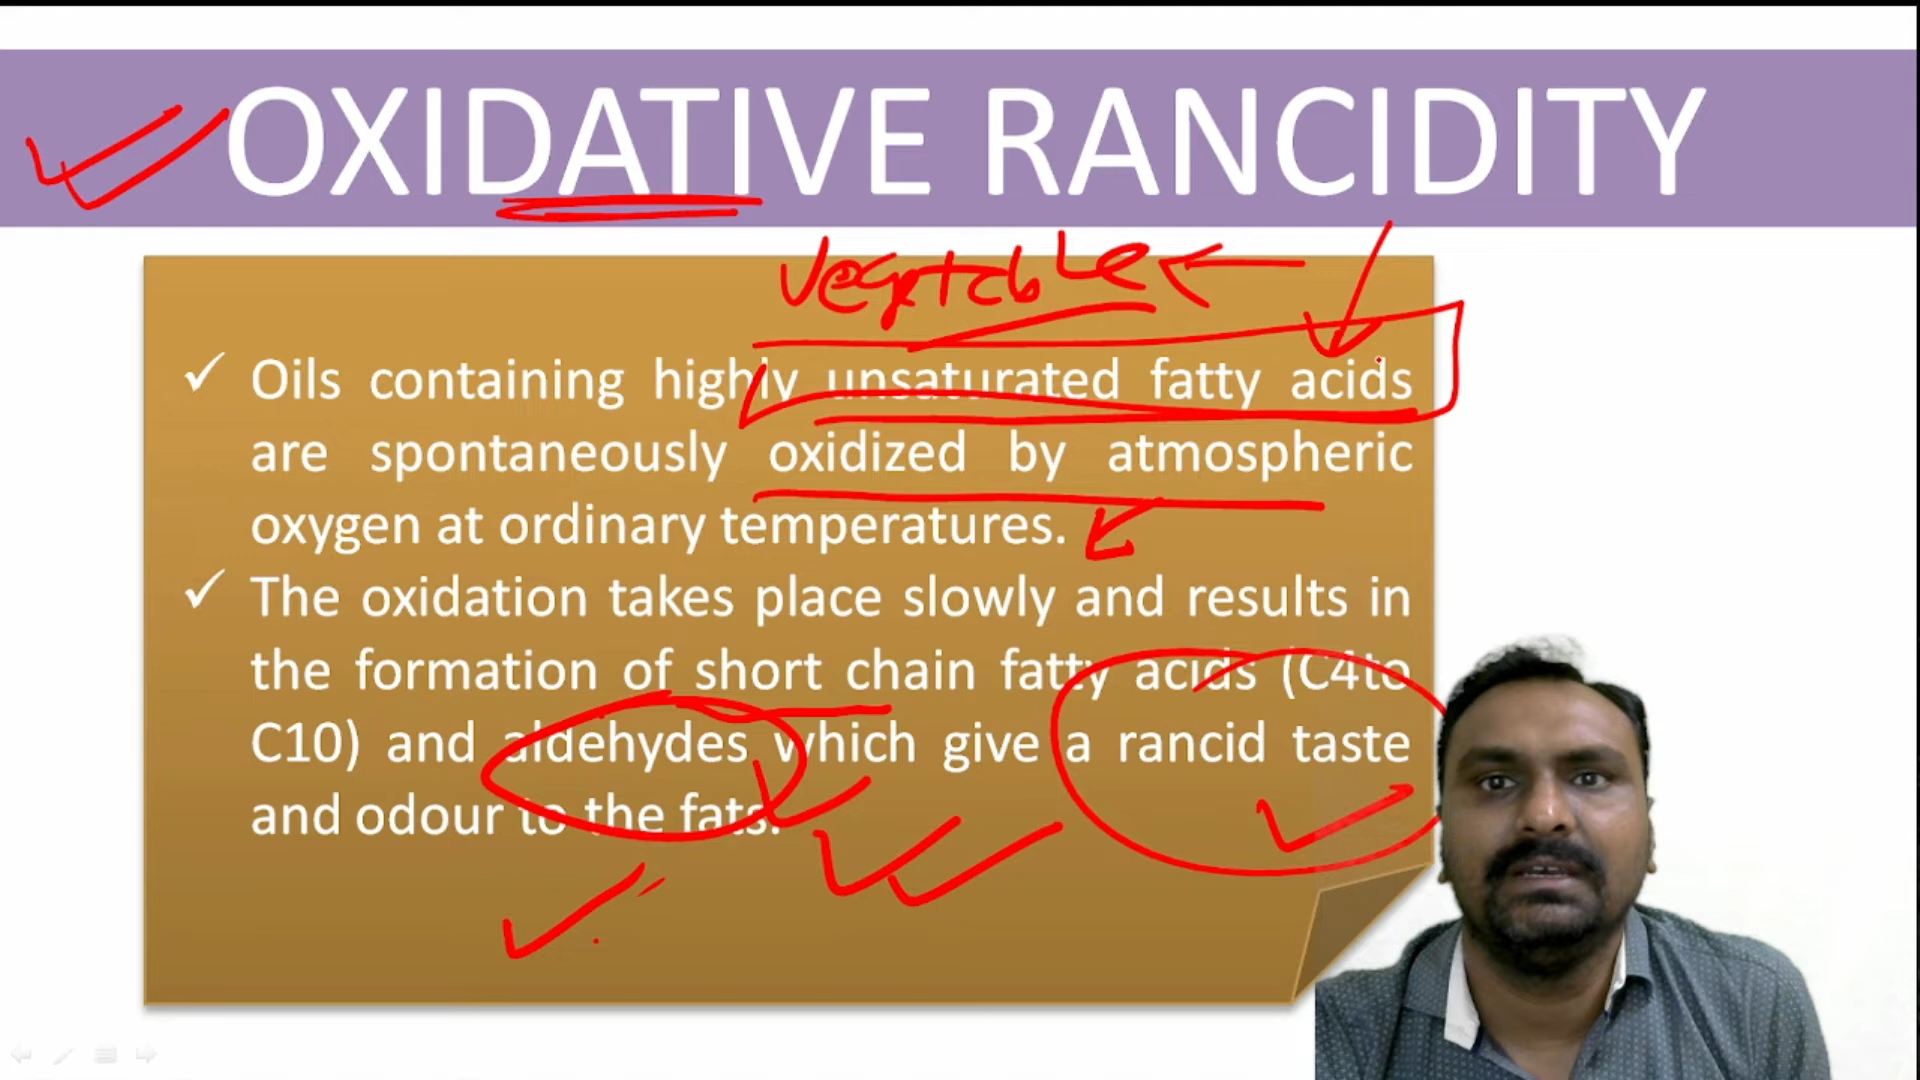 OXIDATIVE RANCIDITY
vegetable
✓ Oils containing highly unsaturated fatty acids
are spontaneously oxidized by atmospheric
oxygen at ordinary temperatures.
✓ The oxidation takes place slowly and results in
the formation of short chain fatty acids (C4to
C10) and aldehydes which give a rancid taste
and odour to the fats.